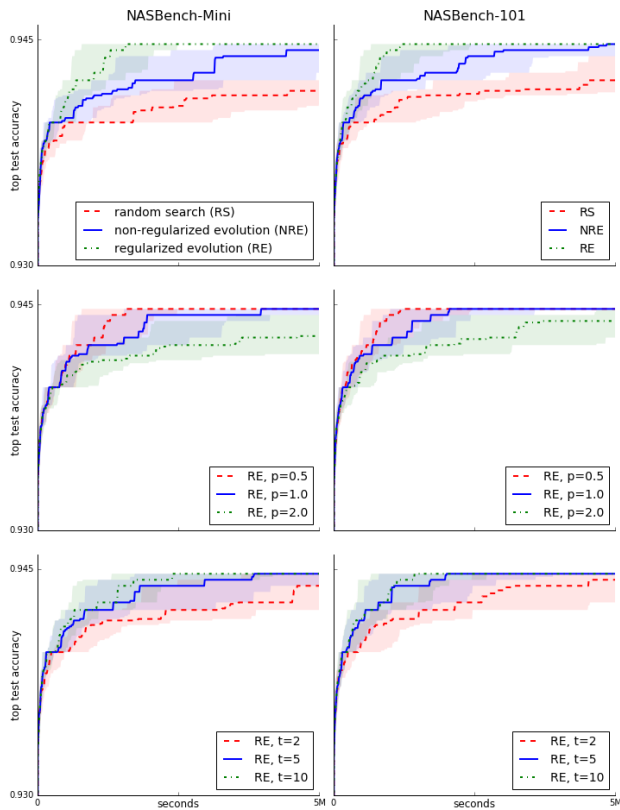 NASBench-Mini
NASBench-101
0.945
top test accuracy
random search (RS)
non-regularized evolution (NRE)
regularized evolution (RE)
RS
NRE
RE
0.930
0.945
top test accuracy
RE, p=0.5
RE, p=1.0
RE, p=2.0
RE, p=0.5
RE, p=1.0
RE, p=2.0
0.930
0.945
top test accuracy
RE, t=2
RE, t=5
RE, t=10
RE, t=2
RE, t=5
RE, t=10
0.930
0
seconds
5M
0
seconds
5M